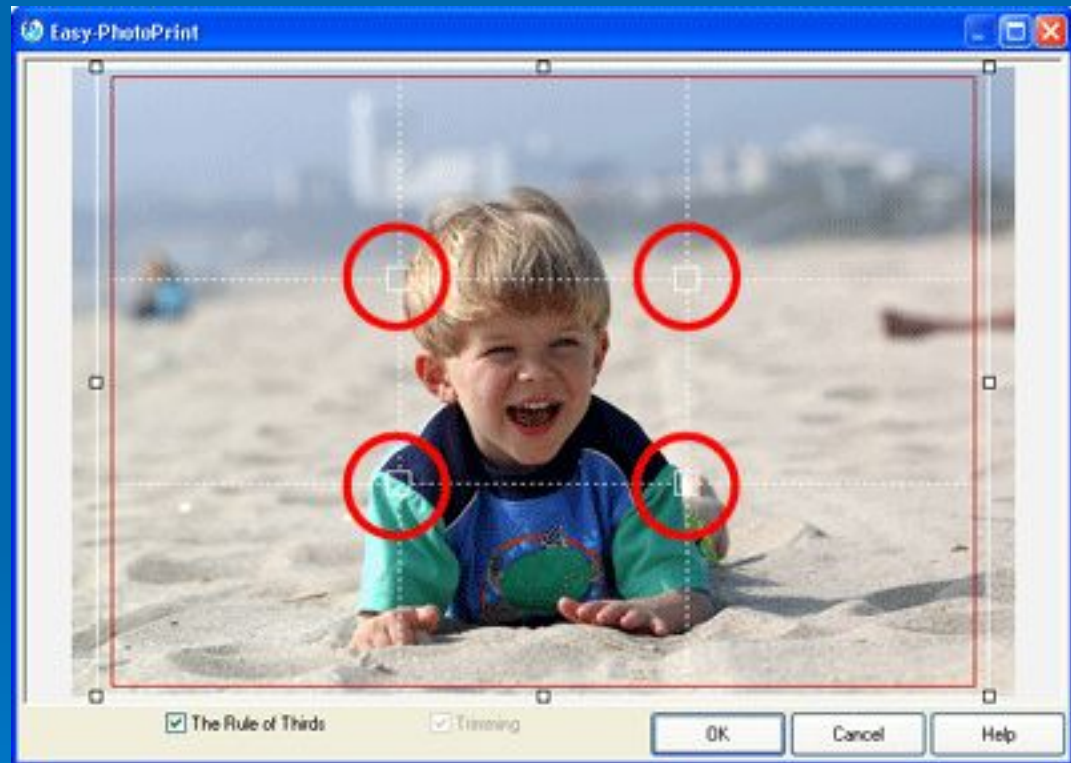 Easy-PhotoPrint
The Rule of Thirds
Trimming
OK
Cancel
Help